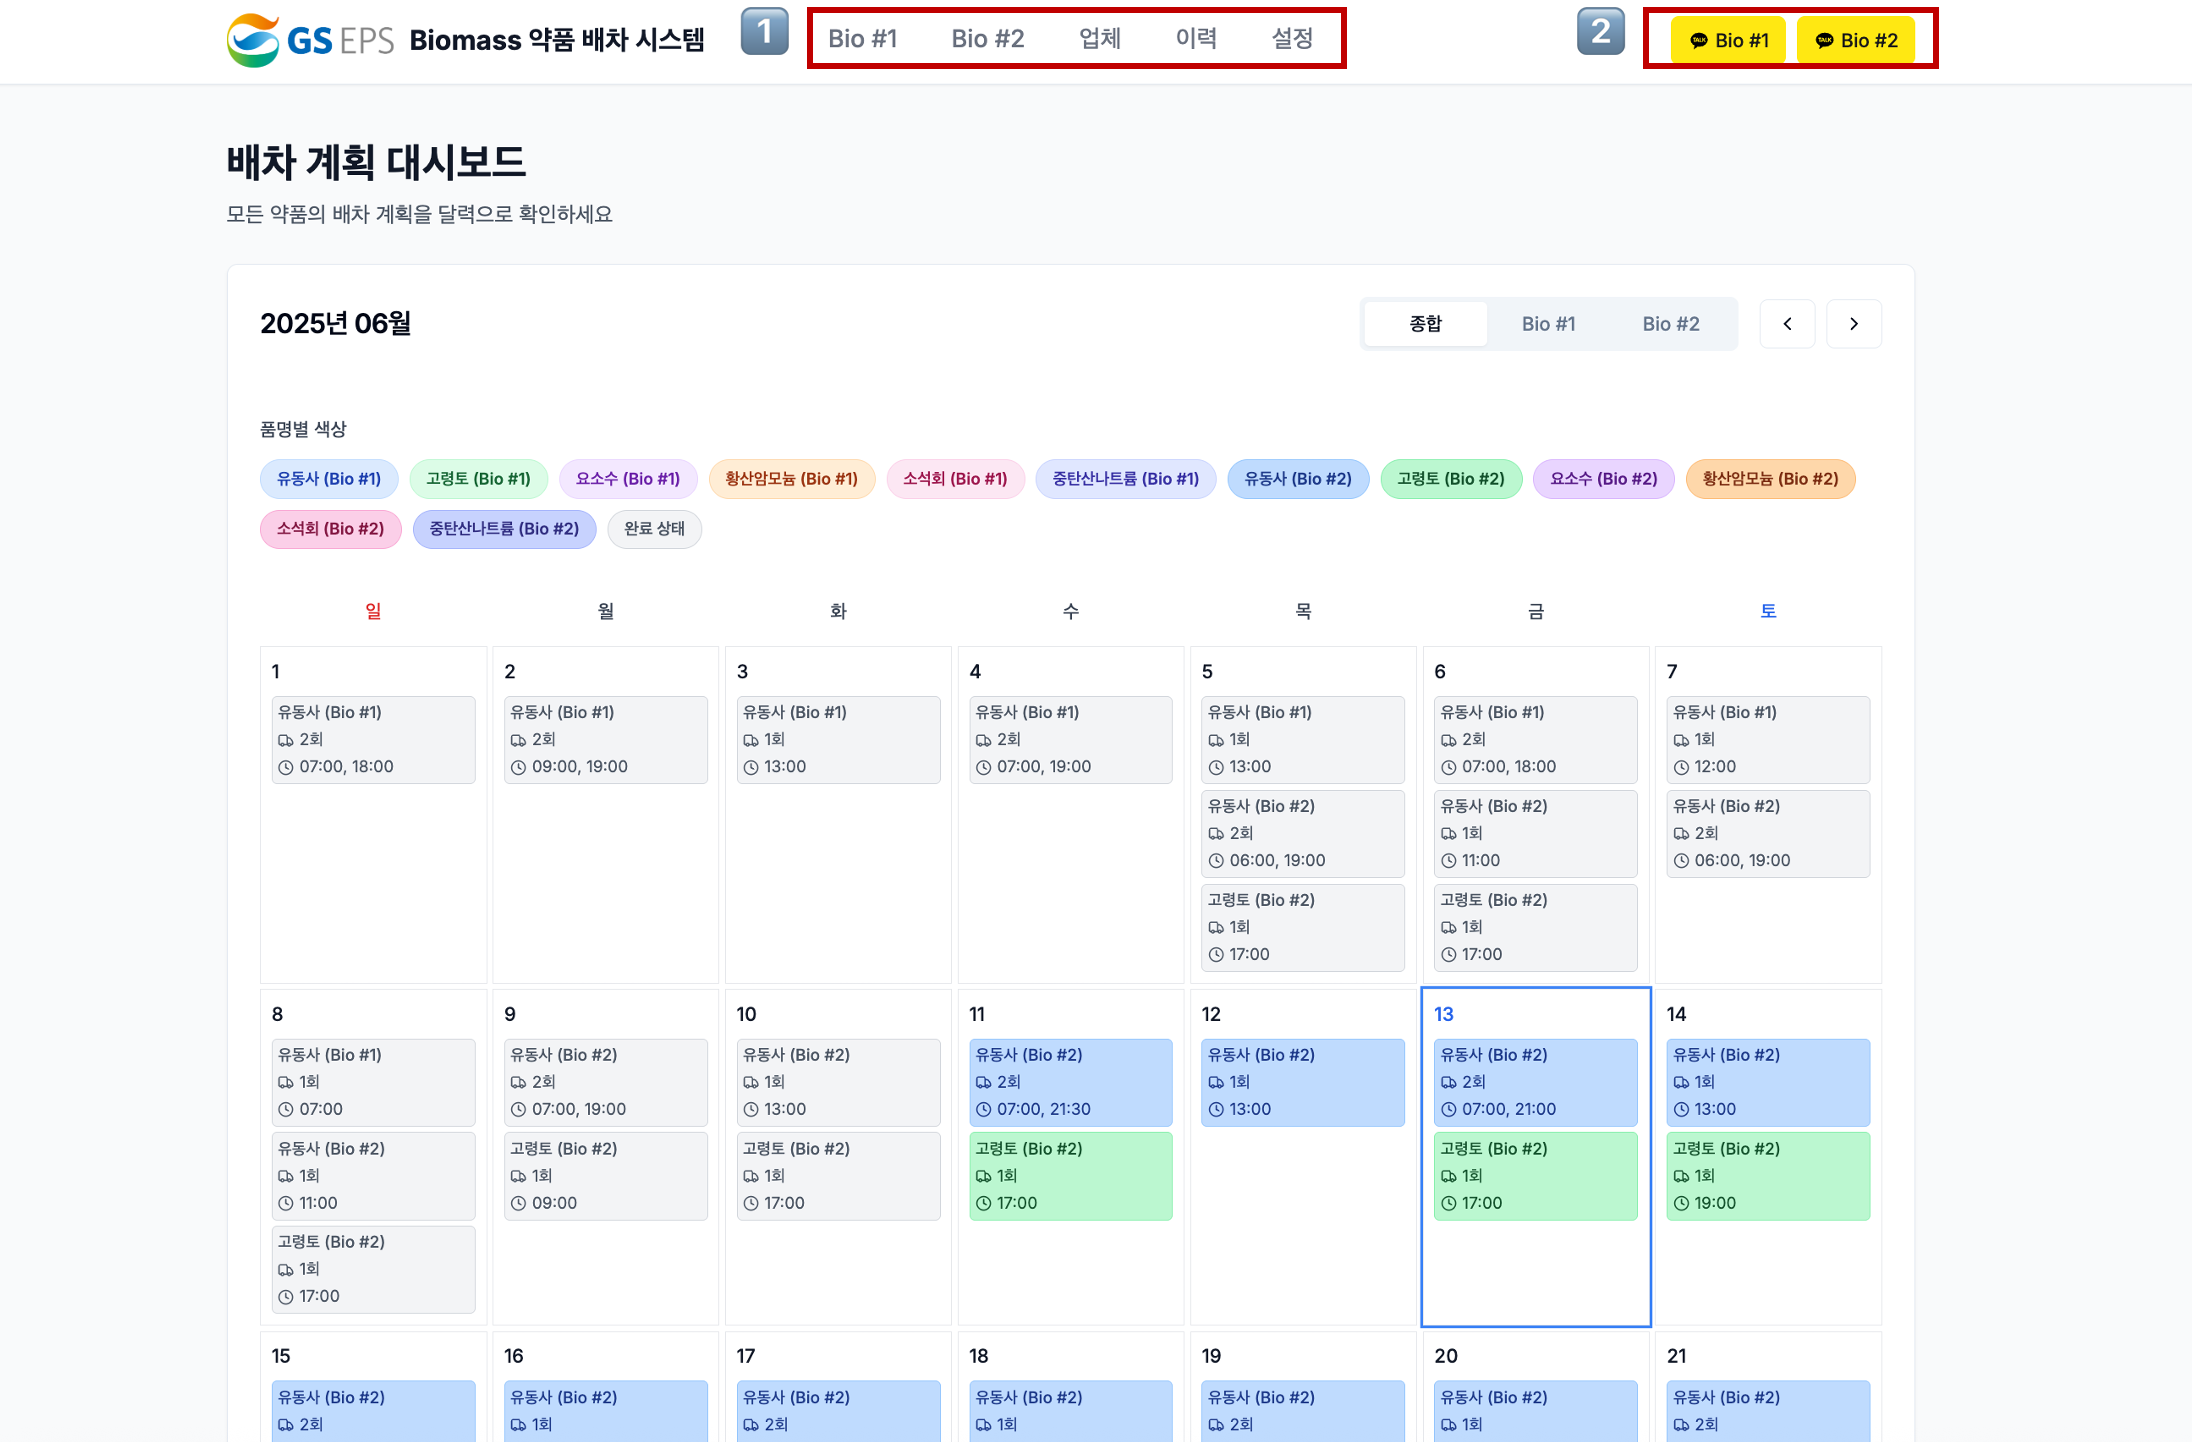 GS EPS Biomass 약품 배차 시스템 1 Bio #1 Bio #2 업체 이력 설정 2 TALK Bio #1 TALK Bio #2
배차 계획 대시보드
모든 약품의 배차 계획을 달력으로 확인하세요
2025년 06월 종합 Bio #1 Bio #2
품명별 색상
유동사 (Bio #1) 고령토 (Bio #1) 요소수 (Bio #1) 황산암모늄 (Bio #1) 소석회 (Bio #1) 중탄산나트륨 (Bio #1) 유동사 (Bio #2) 고령토 (Bio #2) 요소수 (Bio #2) 황산암모늄 (Bio #2)
소석회 (Bio #2) 중탄산나트륨 (Bio #2) 완료 상태
일 월 화 수 목 금 토
1 2 3 4 5 6 7
유동사 (Bio #1) 유동사 (Bio #1) 유동사 (Bio #1) 유동사 (Bio #1) 유동사 (Bio #1) 유동사 (Bio #1) 유동사 (Bio #1)
2회 2회 1회 2회 1회 2회 1회
07:00, 18:00 09:00, 19:00 13:00 07:00, 19:00 13:00 07:00, 18:00 12:00
유동사 (Bio #2) 유동사 (Bio #2) 유동사 (Bio #2)
2회 1회 2회
06:00, 19:00 11:00 06:00, 19:00
고령토 (Bio #2) 고령토 (Bio #2)
1회 1회
17:00 17:00
8 9 10 11 12 13 14
유동사 (Bio #1) 유동사 (Bio #2) 유동사 (Bio #2) 유동사 (Bio #2) 유동사 (Bio #2) 유동사 (Bio #2) 유동사 (Bio #2)
1회 2회 1회 2회 1회 2회 1회
07:00 07:00, 19:00 13:00 07:00, 21:30 13:00 07:00, 21:00 13:00
유동사 (Bio #2) 고령토 (Bio #2) 고령토 (Bio #2) 고령토 (Bio #2) 고령토 (Bio #2) 고령토 (Bio #2)
1회 1회 1회 1회 1회 1회
11:00 09:00 17:00 17:00 17:00 19:00
고령토 (Bio #2)
1회
17:00
15 16 17 18 19 20 21
유동사 (Bio #2) 유동사 (Bio #2) 유동사 (Bio #2) 유동사 (Bio #2) 유동사 (Bio #2) 유동사 (Bio #2) 유동사 (Bio #2)
2회 1회 2회 1회 2회 1회 2회